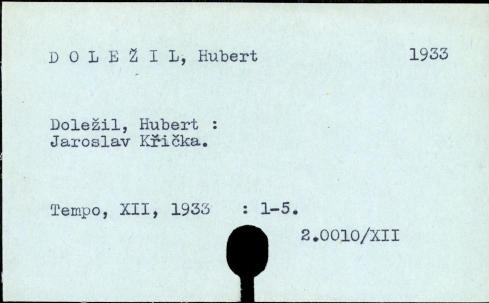 D O L E Ž I L, Hubert 1933
Doležil, Hubert :
Jaroslav Křička.
Tempo, XII, 1933 : 1-5.
2.0010/XII